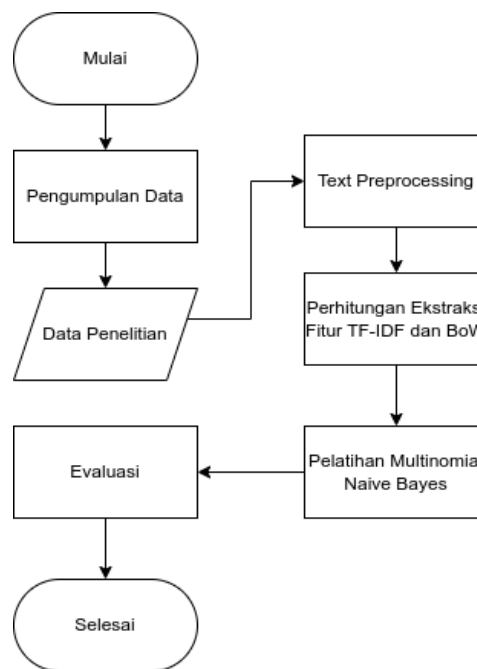 Mulai
Pengumpulan Data
Data Penelitian
Text Preprocessing
Perhitungan Ekstraks
Fitur TF-IDF dan BoW
Pelatihan Multinomia
Naive Bayes
Evaluasi
Selesai